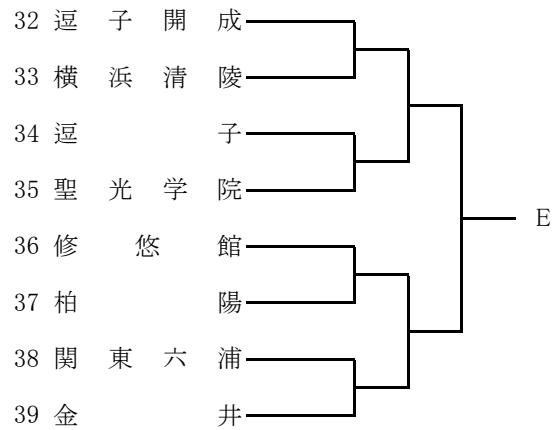 32 逗子開成
33 横浜清陵
34 逗子
35 聖光学院
E
36 修悠館
37 柏陽
38 関東六浦
39 金井